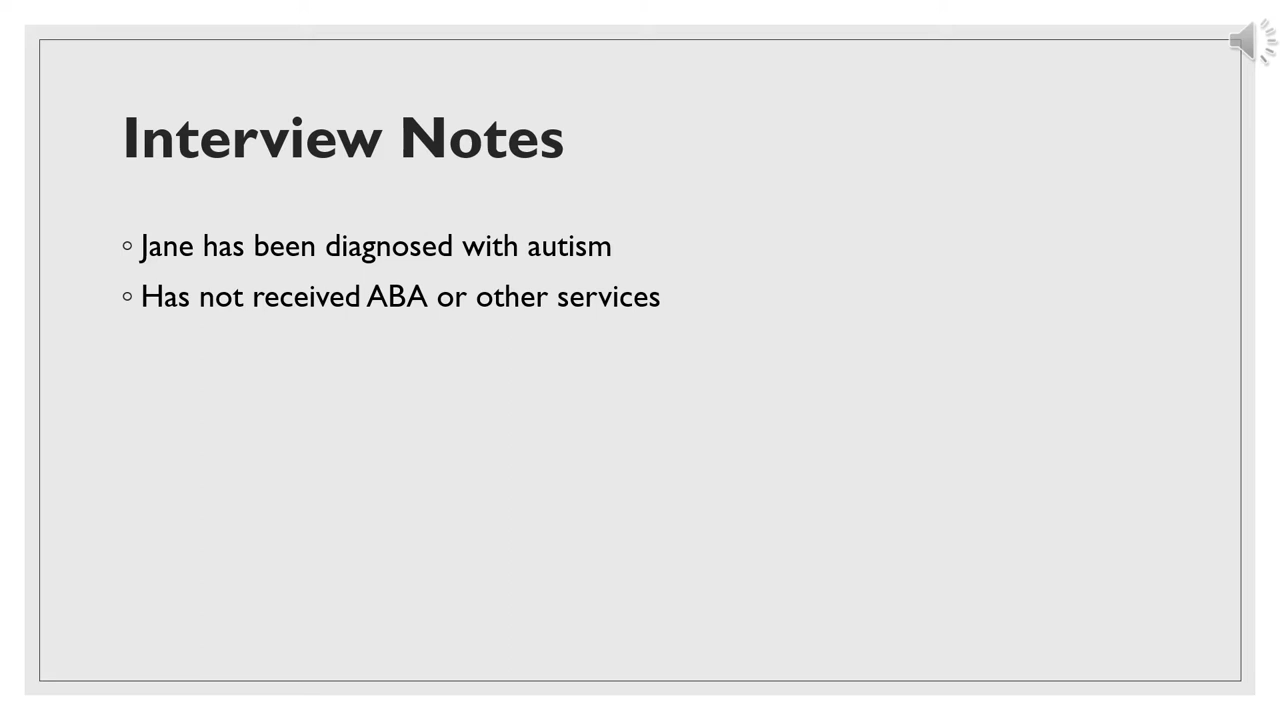 Interview Notes
◦ Jane has been diagnosed with autism
◦ Has not received ABA or other services